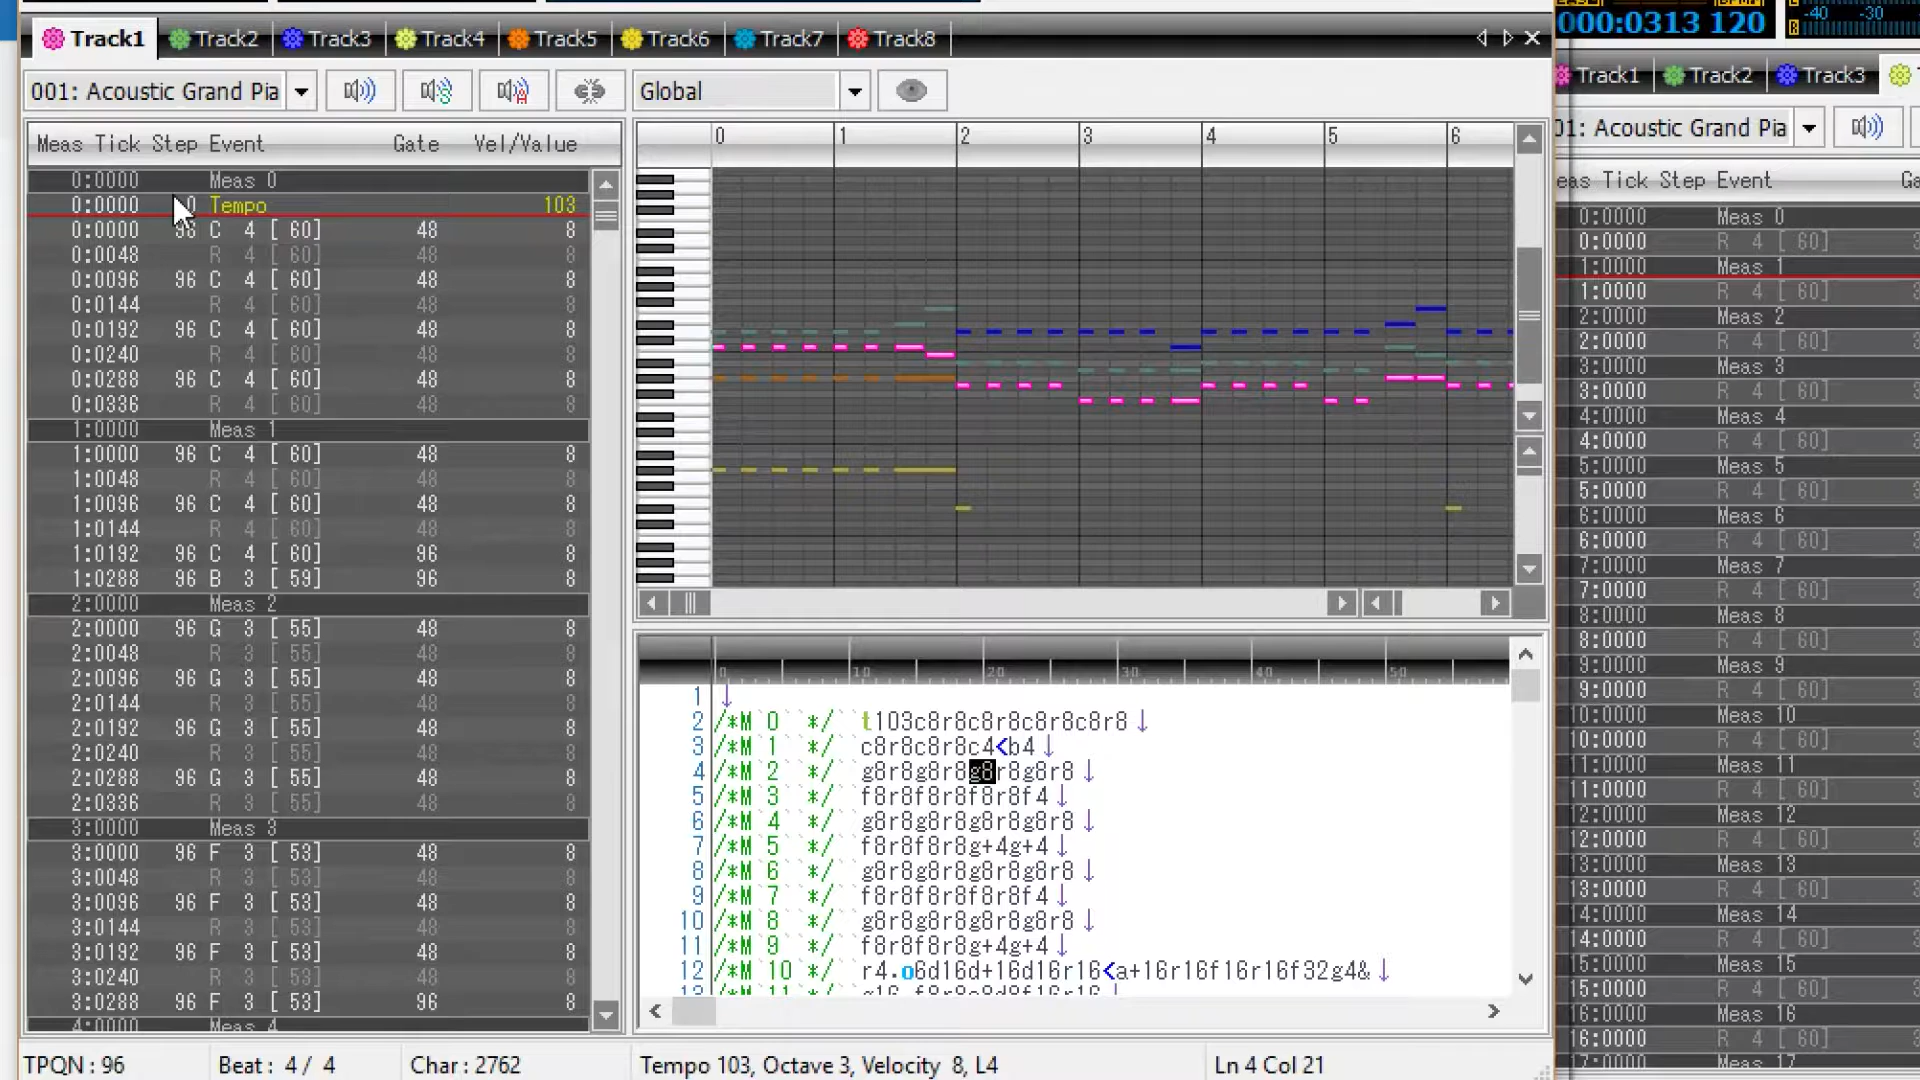 Track1 Track2 Track3 Track4 Track5 Track6 Track7 Track8
001: Acoustic Grand Pia
Global
Meas Tick Step Event Gate Vel/Value
0:0000 Meas 0
0:0000 0 Tempo 103
0:0000 96 C 4 [ 60] 48 8
0:0048 R 4 [ 60] 48 8
0:0096 96 C 4 [ 60] 48 8
0:0144 R 4 [ 60] 48 8
0:0192 96 C 4 [ 60] 48 8
0:0240 R 4 [ 60] 48 8
0:0288 96 C 4 [ 60] 48 8
0:0336 R 4 [ 60] 48 8
1:0000 Meas 1
1:0000 96 C 4 [ 60] 48 8
1:0048 R 4 [ 60] 48 8
1:0096 96 C 4 [ 60] 48 8
1:0144 R 4 [ 60] 48 8
1:0192 96 C 4 [ 60] 96 8
1:0288 96 B 3 [ 59] 96 8
2:0000 Meas 2
2:0000 96 G 3 [ 55] 48 8
2:0048 R 3 [ 55] 48 8
2:0096 96 G 3 [ 55] 48 8
2:0144 R 3 [ 55] 48 8
2:0192 96 G 3 [ 55] 48 8
2:0240 R 3 [ 55] 48 8
2:0288 96 G 3 [ 55] 48 8
2:0336 R 3 [ 55] 48 8
3:0000 Meas 3
3:0000 96 F 3 [ 53] 48 8
3:0048 R 3 [ 53] 48 8
3:0096 96 F 3 [ 53] 48 8
3:0144 R 3 [ 53] 48 8
3:0192 96 F 3 [ 53] 48 8
3:0240 R 3 [ 53] 48 8
3:0288 96 F 3 [ 53] 96 8
4:0000 Meas 4
0 1 2 3 4 5 6
0 10 20 30 40 50
1 ↓
2 /*M 0 */ t103c8r8c8r8c8r8c8r8 ↓
3 /*M 1 */ c8r8c8r8c4<b4 ↓
4 /*M 2 */ g8r8g8r8g8r8g8r8 ↓
5 /*M 3 */ f8r8f8r8f8r8f4 ↓
6 /*M 4 */ g8r8g8r8g8r8g8r8 ↓
7 /*M 5 */ f8r8f8r8g+4g+4 ↓
8 /*M 6 */ g8r8g8r8g8r8g8r8 ↓
9 /*M 7 */ f8r8f8r8f8r8f4 ↓
10 /*M 8 */ g8r8g8r8g8r8g8r8 ↓
11 /*M 9 */ f8r8f8r8g+4g+4 ↓
12 /*M 10 */ r4.o6d16d+16d16r16<a+16r16f16r16f32g4& ↓
TPQN : 96 Beat : 4 / 4 Char : 2762 Tempo 103, Octave 3, Velocity 8, L4 Ln 4 Col 21
000:0313 120
-40 -30
Track1 Track2 Track3
01: Acoustic Grand Pia
eas Tick Step Event
0:0000 Meas 0
0:0000 R 4 [ 60]
1:0000 Meas 1
1:0000 R 4 [ 60]
2:0000 Meas 2
2:0000 R 4 [ 60]
3:0000 Meas 3
3:0000 R 4 [ 60]
4:0000 Meas 4
4:0000 R 4 [ 60]
5:0000 Meas 5
5:0000 R 4 [ 60]
6:0000 Meas 6
6:0000 R 4 [ 60]
7:0000 Meas 7
7:0000 R 4 [ 60]
8:0000 Meas 8
8:0000 R 4 [ 60]
9:0000 Meas 9
9:0000 R 4 [ 60]
10:0000 Meas 10
10:0000 R 4 [ 60]
11:0000 Meas 11
11:0000 R 4 [ 60]
12:0000 Meas 12
12:0000 R 4 [ 60]
13:0000 Meas 13
13:0000 R 4 [ 60]
14:0000 Meas 14
14:0000 R 4 [ 60]
15:0000 Meas 15
15:0000 R 4 [ 60]
16:0000 Meas 16
16:0000 R 4 [ 60]
17:0000 Meas 17